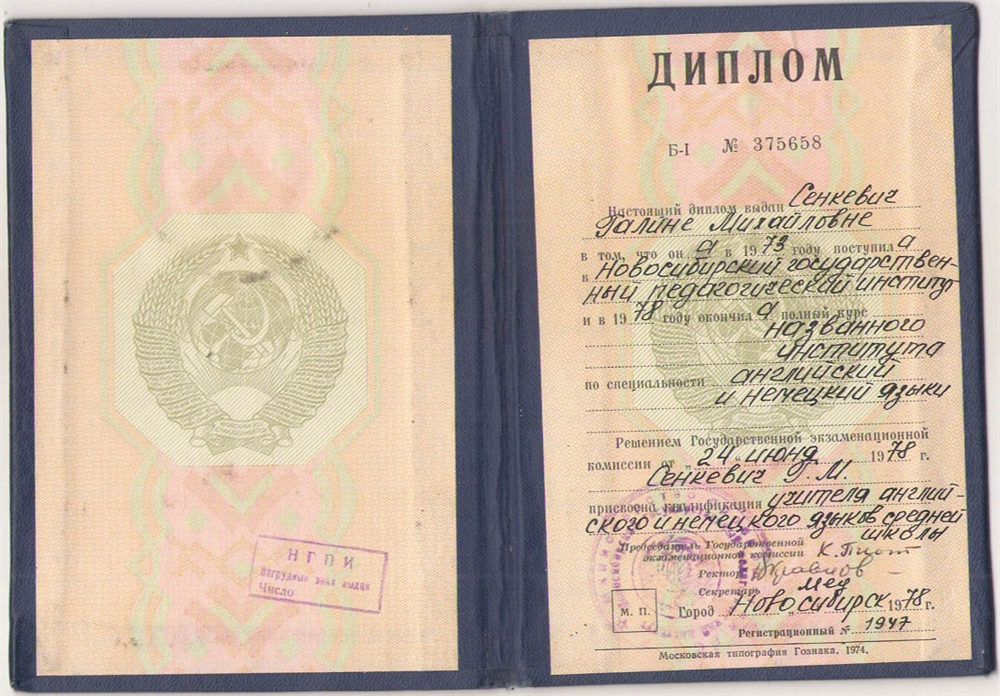 НГПИ
Нагрудный знак выдан
Число
ДИПЛОМ
Б-I № 375658
Настоящий диплом выдан Сенкевич
Галине Михайловне
в том, что он а в 1973 году поступил а
в Новосибирский государствен-
ный педагогический институт
и в 1978 году окончил а полный курс
названного
института
по специальности английский
и немецкий языки
Решением Государственной экзаменационной
комиссии от „24" июня 1978 г.
Сенкевич Г. М.
присвоена квалификация учителя англий-
ского и немецкого языков средней
школы
Председатель Государственной
экзаменационной комиссии
Ректор
Секретарь
М. П. Город Новосибирск 1978 г.
Регистрационный № 1947
Московская типография Гознака. 1974.